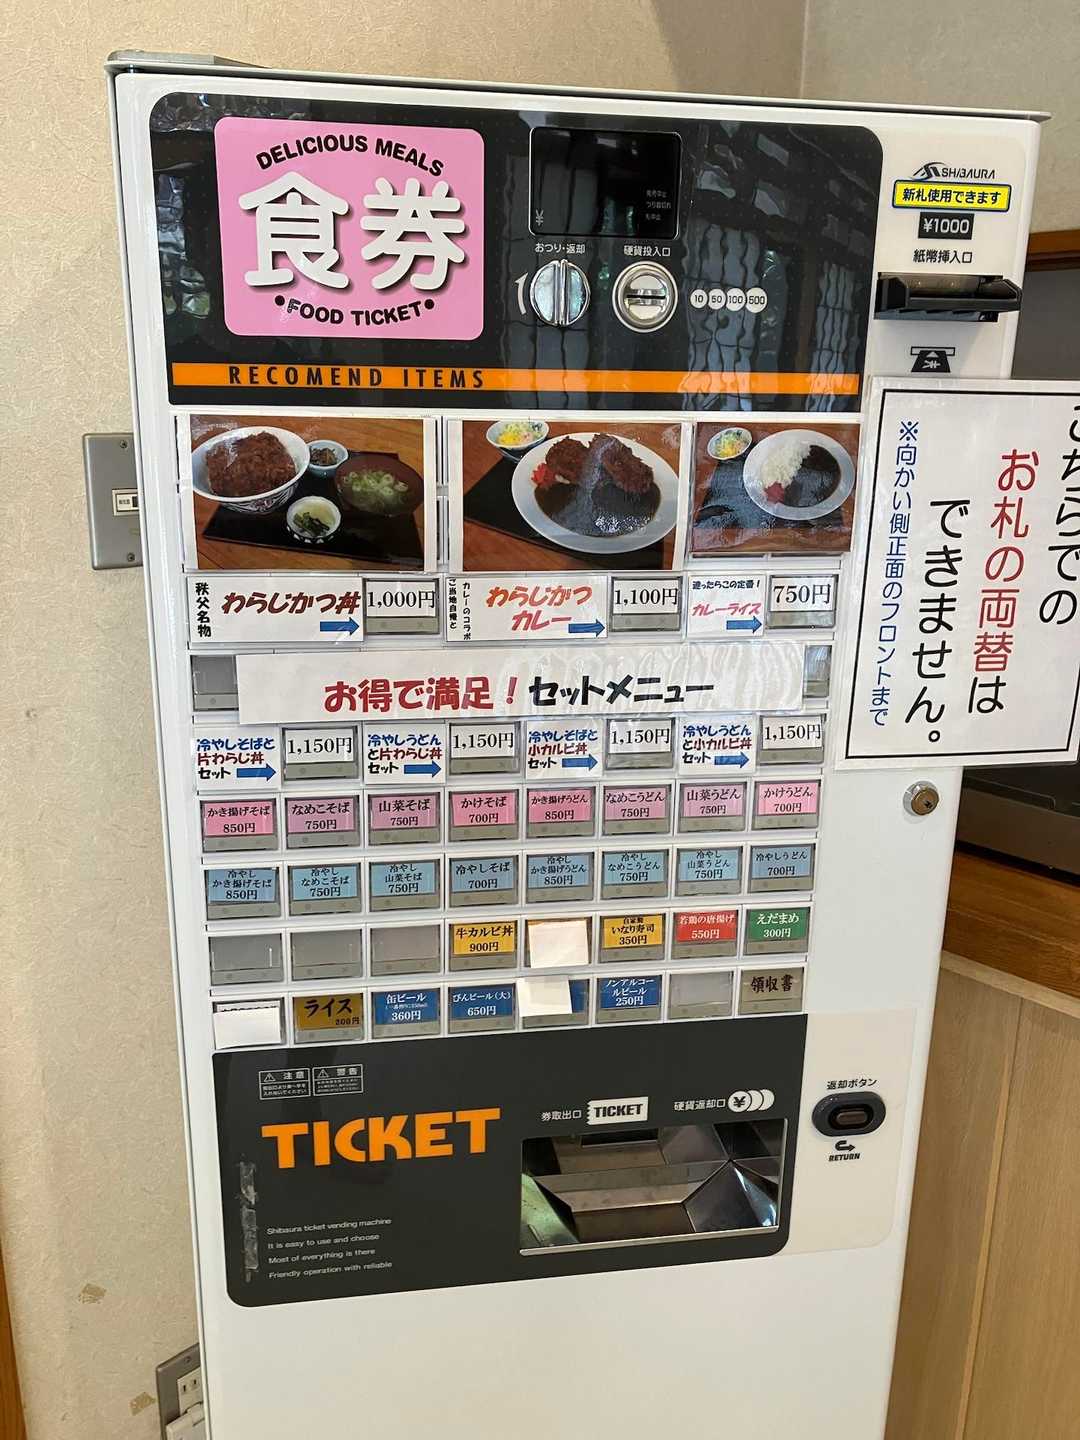 DELICIOUS MEALS
食券
•FOOD TICKET•
¥
おつり・返却
硬貨投入口
10 50 100 500
SHIBAURA
新札使用できます
¥1000
紙幣挿入口
RECOMEND ITEMS
こちらでの
お札の両替は
できません。
※向かい側正面のフロントまで
秩父名物
わらじかつ丼
1,000円
ご当地自慢と
カレーのコラボ
わらじかつ
カレー
1,100円
迷ったらこの定番!
カレーライス
750円
お得で満足!セットメニュー
冷やしそばと
片わらじ丼
セット
1,150円
冷やしうどん
と片わらじ丼
セット
1,150円
冷やしそばと
小カルビ丼
セット
1,150円
冷やしうどん
と小カルビ丼
セット
1,150円
かき揚げそば
850円
なめこそば
750円
山菜そば
750円
かけそば
700円
かき揚げうどん
850円
なめこうどん
750円
山菜うどん
750円
かけうどん
700円
冷やし
かき揚げそば
850円
冷やし
なめこそば
750円
冷やし
山菜そば
750円
冷やしそば
700円
冷やし
かき揚げうどん
850円
冷やし
なめこうどん
750円
冷やし
山菜うどん
750円
冷やしうどん
700円
牛カルビ丼
900円
自家製
いなり寿司
350円
若鶏の唐揚げ
550円
えだまめ
300円
ライス
200円
缶ビール
360円
びんビール(大)
650円
ノンアルコー
ルビール
250円
領収書
注意
警告
TICKET
券取出口
TICKET
硬貨返却口
¥
返却ボタン
RETURN
Shibaura ticket vending machine
It is easy to use and choose
Most of everything is there
Friendly operation with reliable